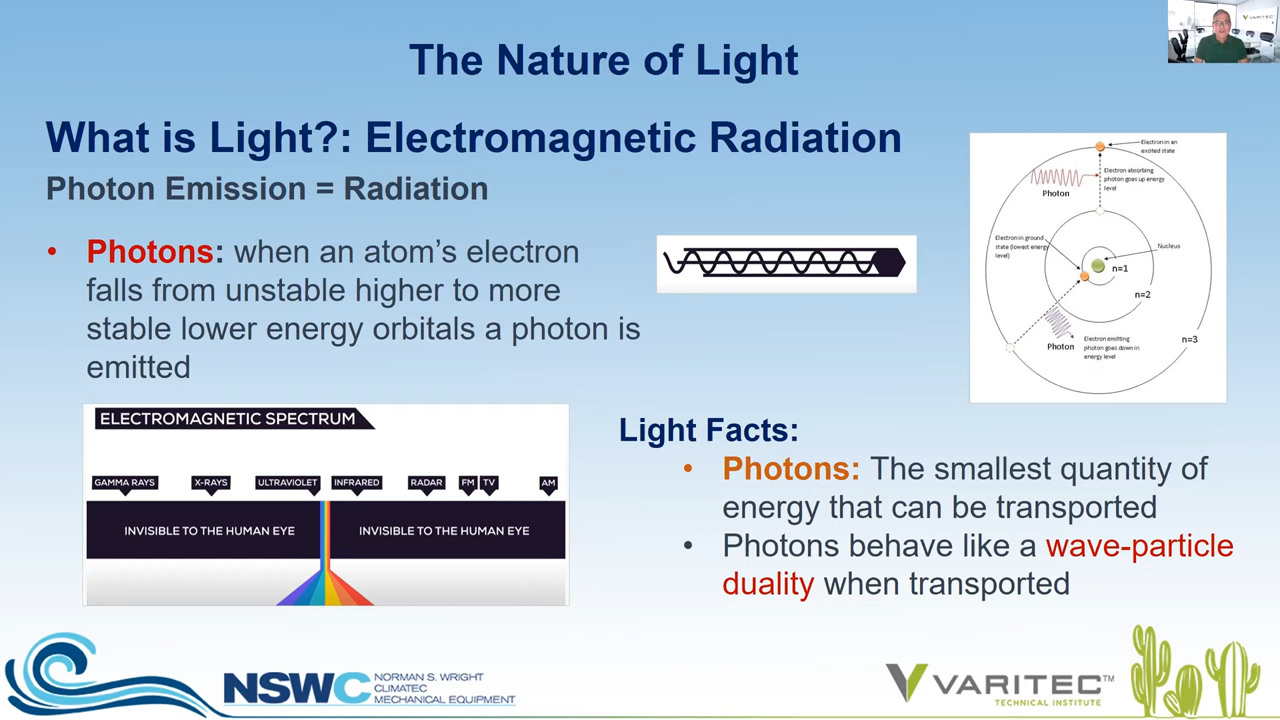 VARITEC
The Nature of Light
What is Light?: Electromagnetic Radiation
Photon Emission = Radiation
• Photons: when an atom’s electron
falls from unstable higher to more
stable lower energy orbitals a photon is
emitted
Electron in an
excited state
Electron absorbing
photon goes up energy
level
Photon
Electron in ground
state (lowest energy
level)
Nucleus
n=1
n=2
n=3
Photon
Electron emitting
photon goes down in
energy level
ELECTROMAGNETIC SPECTRUM
GAMMA RAYS X-RAYS ULTRAVIOLET INFRARED RADAR FM TV AM
INVISIBLE TO THE HUMAN EYE INVISIBLE TO THE HUMAN EYE
Light Facts:
• Photons: The smallest quantity of
energy that can be transported
• Photons behave like a wave-particle
duality when transported
NSWC
NORMAN S. WRIGHT
CLIMATEC
MECHANICAL EQUIPMENT
VARITEC™
TECHNICAL INSTITUTE